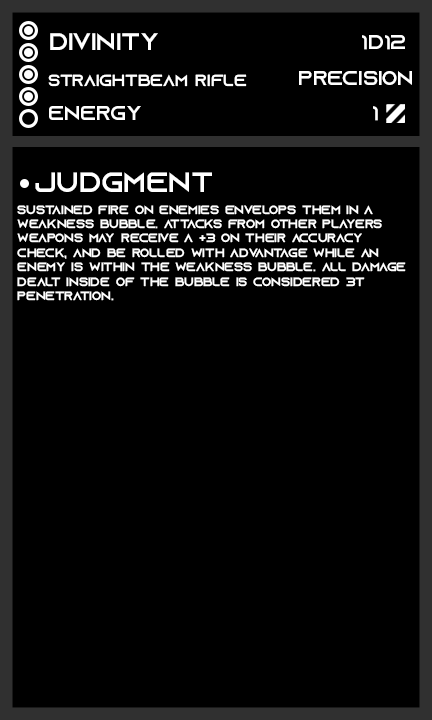 DIVINITY 1D12
STRAIGHTBEAM RIFLE PRECISION
ENERGY 1
JUDGMENT
SUSTAINED FIRE ON ENEMIES ENVELOPS THEM IN A
WEAKNESS BUBBLE. ATTACKS FROM OTHER PLAYERS
WEAPONS MAY RECEIVE A +3 ON THEIR ACCURACY
CHECK, AND BE ROLLED WITH ADVANTAGE WHILE AN
ENEMY IS WITHIN THE WEAKNESS BUBBLE. ALL DAMAGE
DEALT INSIDE OF THE BUBBLE IS CONSIDERED 3T
PENETRATION.